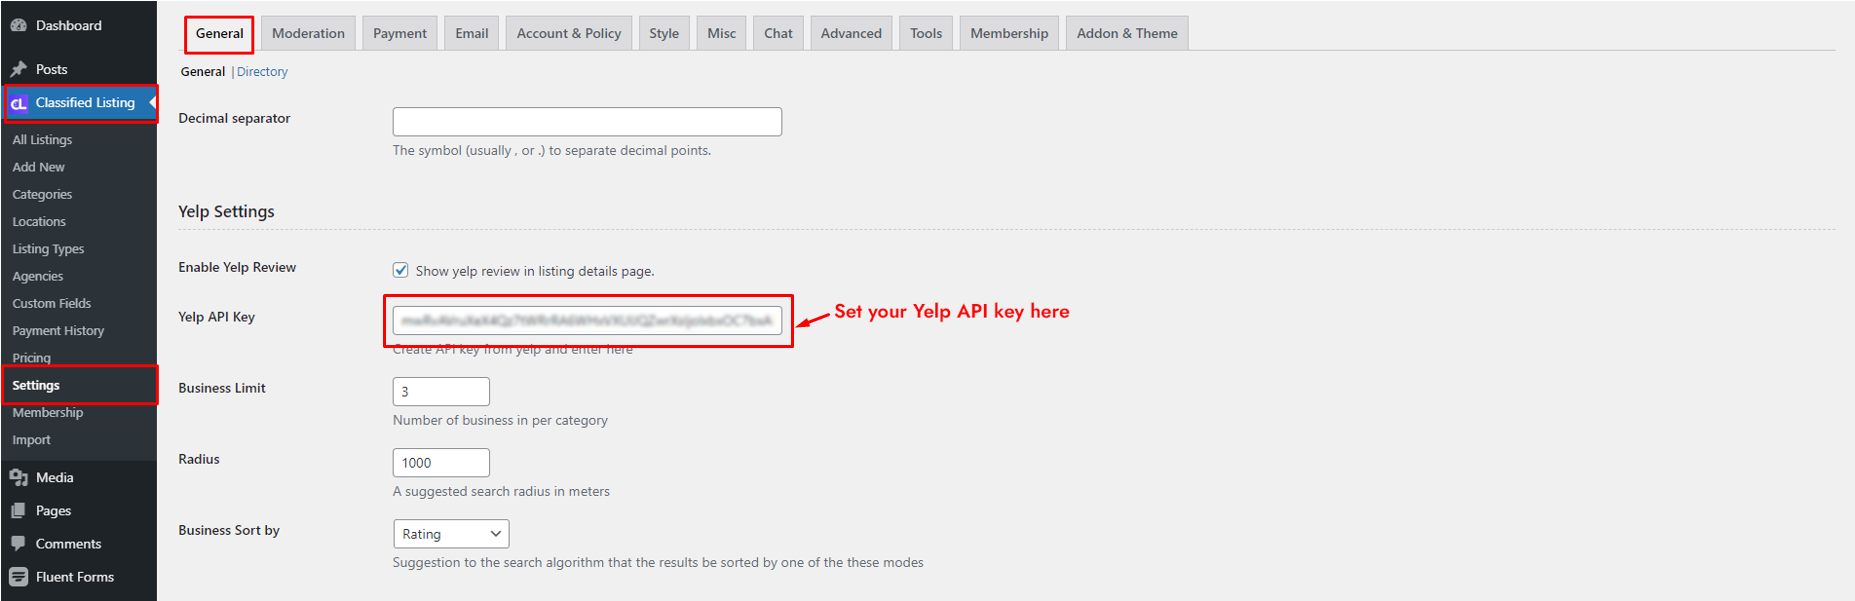 Dashboard
Posts
CL Classified Listing
All Listings
Add New
Categories
Locations
Listing Types
Agencies
Custom Fields
Payment History
Pricing
Settings
Membership
Import
Media
Pages
Comments
Fluent Forms
General Moderation Payment Email Account & Policy Style Misc Chat Advanced Tools Membership Addon & Theme
General | Directory
Decimal separator
The symbol (usually , or .) to separate decimal points.
Yelp Settings
Enable Yelp Review Show yelp review in listing details page.
Yelp API Key
Set your Yelp API key here
Create API key from yelp and enter here
Business Limit 3
Number of business in per category
Radius 1000
A suggested search radius in meters
Business Sort by Rating
Suggestion to the search algorithm that the results be sorted by one of the these modes